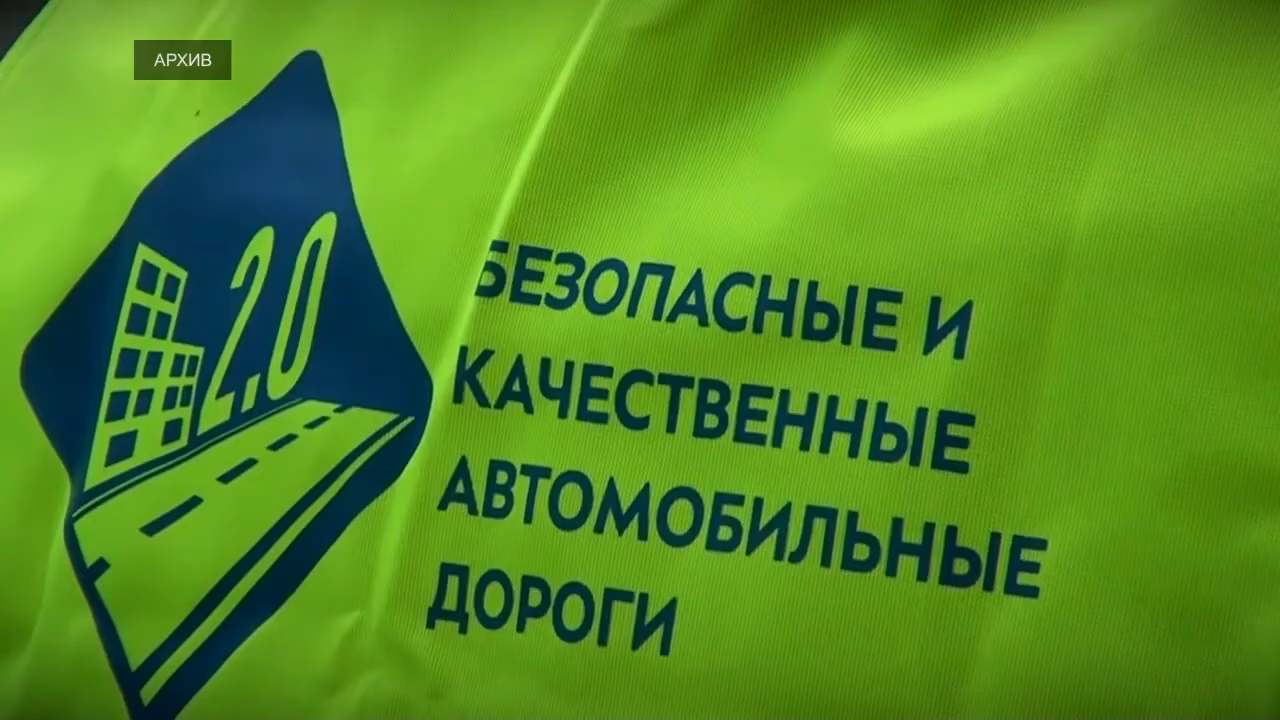 АРХИВ
2.0
БЕЗОПАСНЫЕ И
КАЧЕСТВЕННЫЕ
АВТОМОБИЛЬНЫЕ
ДОРОГИ